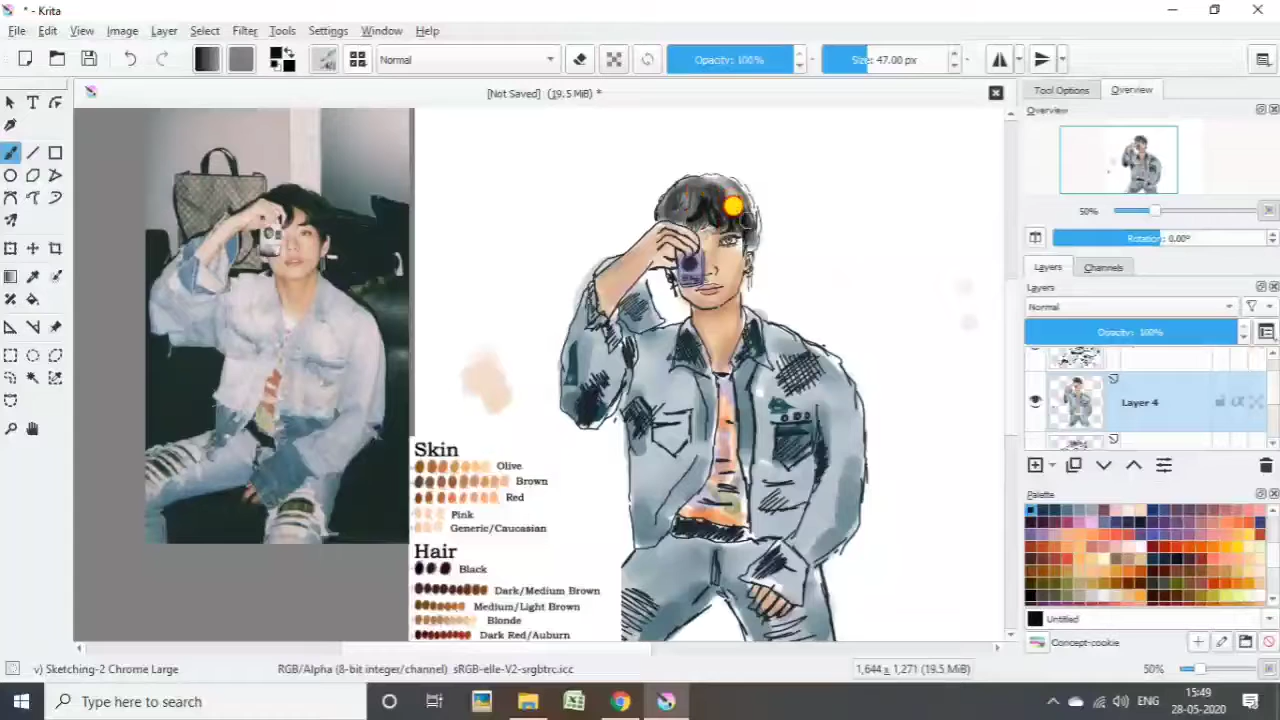 * - Krita
File Edit View Image Layer Select Filter Tools Settings Window Help
Normal Opacity: 100% Size: 47.00 px
[Not Saved] (19.5 MiB) *
Tool Options Overview
Overview
50%
Rotation: 0.00°
Layers Channels
Layers
Normal
Opacity: 100%
Layer 4
Palette
Untitled
Concept-cookie
Skin
Olive
Brown
Red
Pink
Generic/Caucasian
Hair
Black
Dark/Medium Brown
Medium/Light Brown
Blonde
Dark Red/Auburn
v) Sketching-2 Chrome Large RGB/Alpha (8-bit integer/channel) sRGB-elle-V2-srgbtrc.icc 1,644 x 1,271 (19.5 MiB) 50%
Type here to search
ENG
15:49
28-05-2020